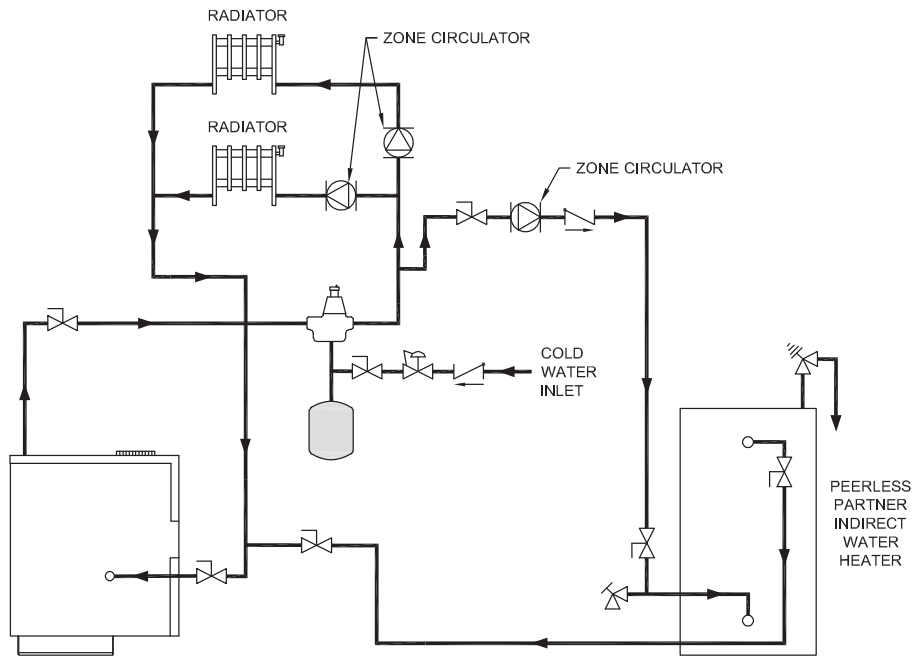 RADIATOR
ZONE CIRCULATOR
RADIATOR
ZONE CIRCULATOR
COLD
WATER
INLET
PEERLESS
PARTNER
INDIRECT
WATER
HEATER